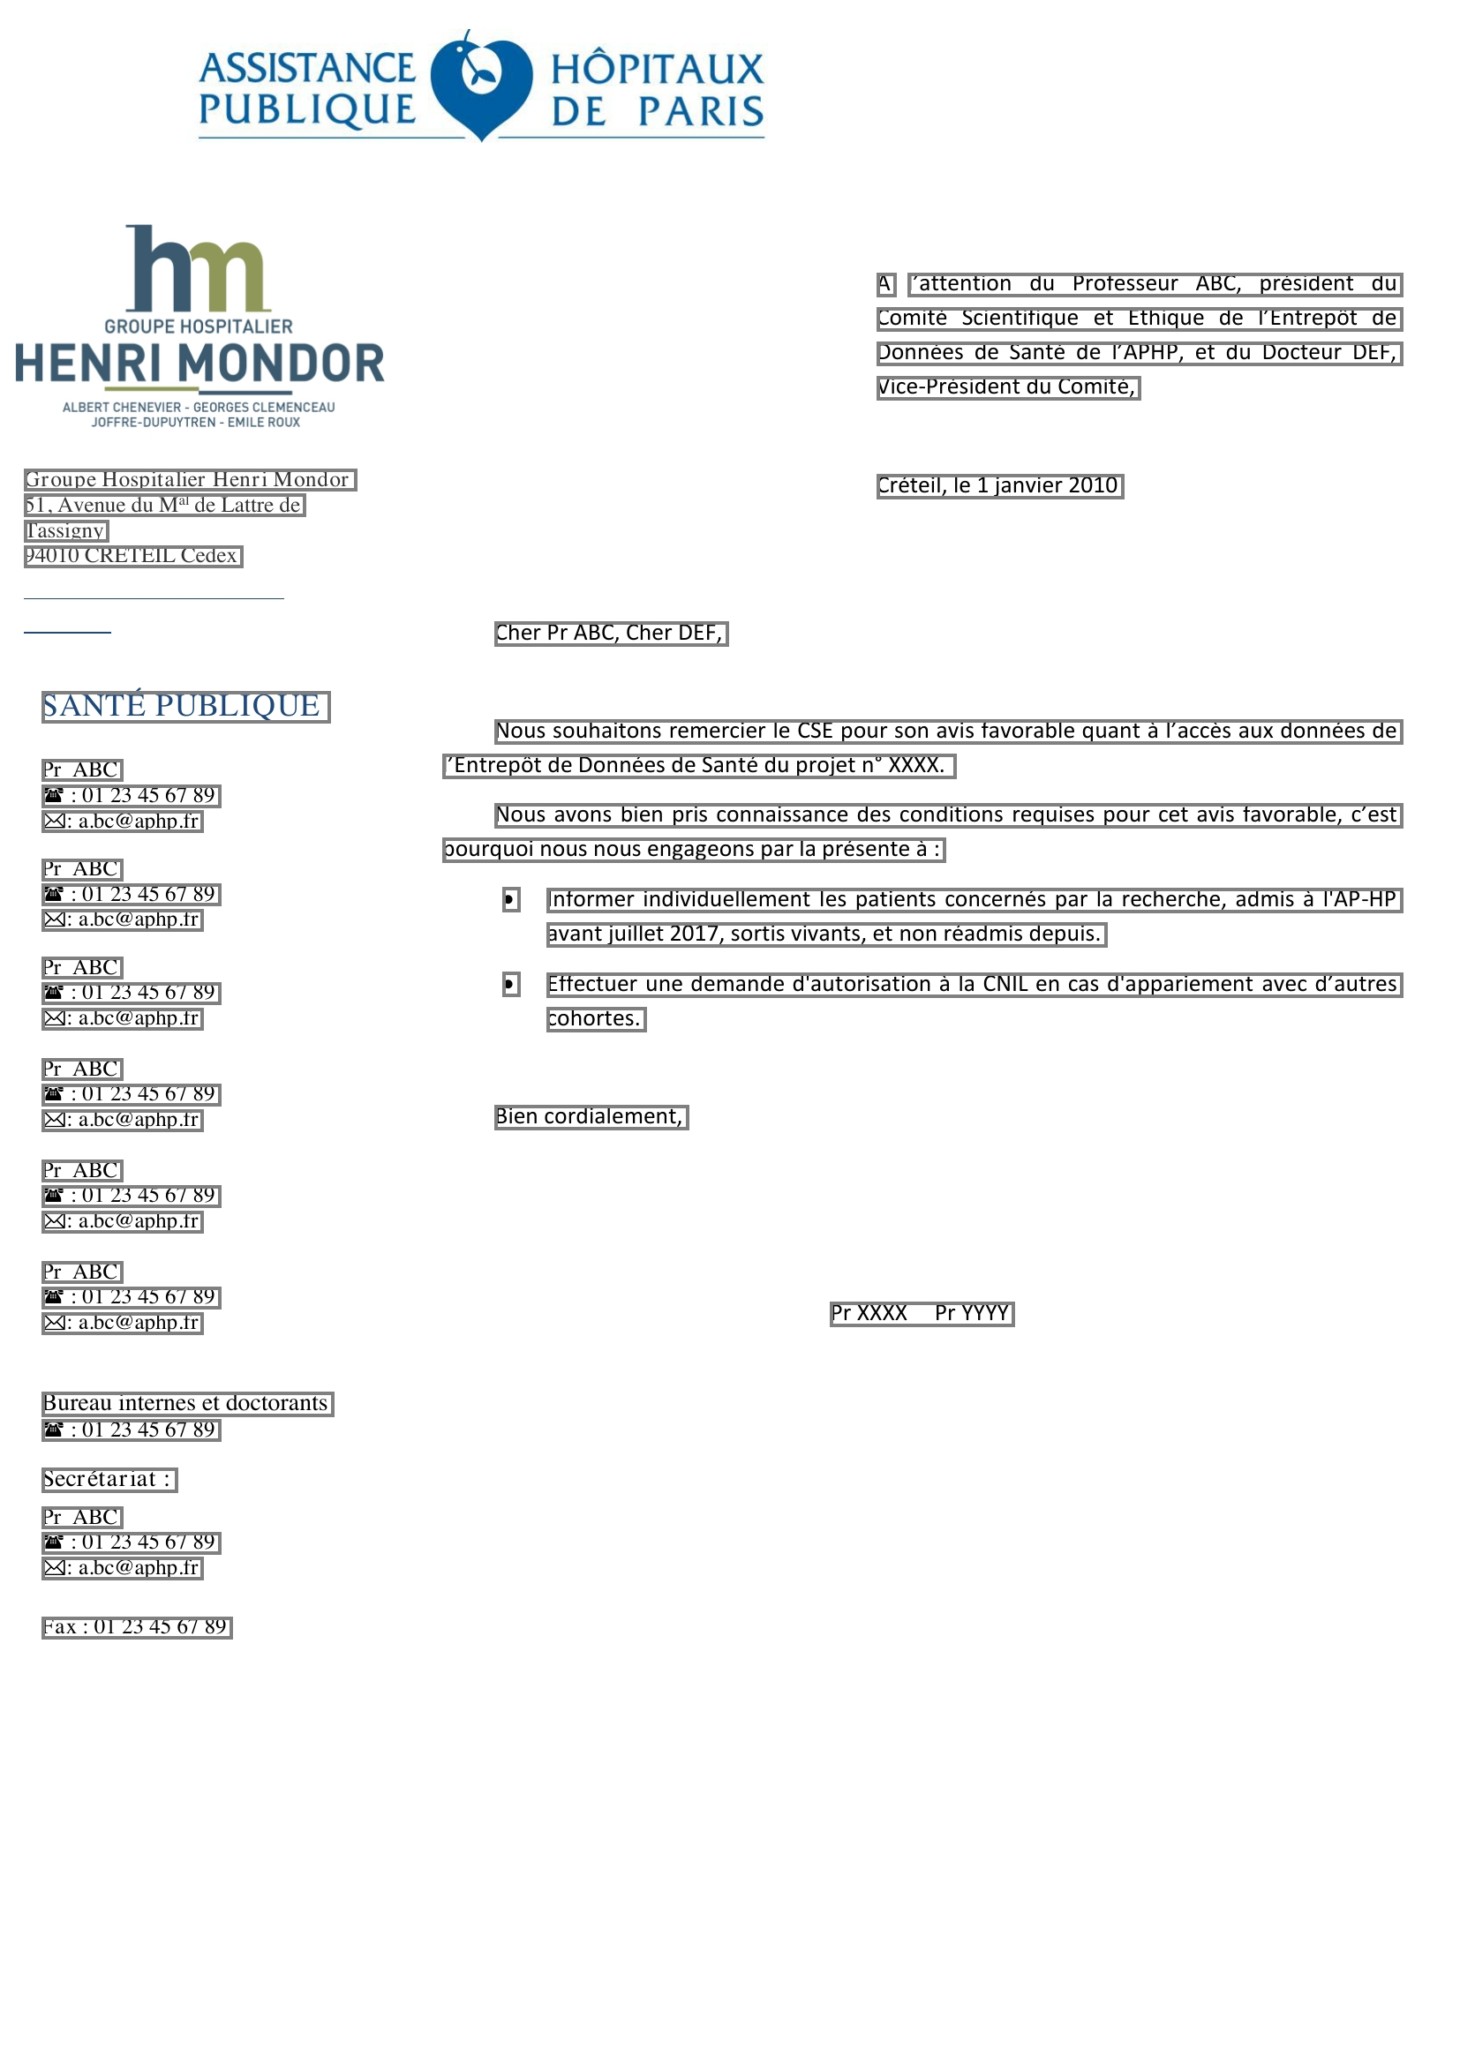 ASSISTANCE PUBLIQUE HÔPITAUX DE PARIS
hm
GROUPE HOSPITALIER
HENRI MONDOR
ALBERT CHENEVIER - GEORGES CLEMENCEAU
JOFFRE-DUPUYTREN - EMILE ROUX
A l’attention du Professeur ABC, président du
Comité Scientifique et Ethique de l’Entrepôt de
Données de Santé de l’APHP, et du Docteur DEF,
Vice-Président du Comité,
Groupe Hospitalier Henri Mondor
51, Avenue du Mal de Lattre de
Tassigny
94010 CRETEIL Cedex
Créteil, le 1 janvier 2010
SANTÉ PUBLIQUE
Pr ABC
☎ : 01 23 45 67 89
✉: a.bc@aphp.fr
Pr ABC
☎ : 01 23 45 67 89
✉: a.bc@aphp.fr
Pr ABC
☎ : 01 23 45 67 89
✉: a.bc@aphp.fr
Pr ABC
☎ : 01 23 45 67 89
✉: a.bc@aphp.fr
Pr ABC
☎ : 01 23 45 67 89
✉: a.bc@aphp.fr
Pr ABC
☎ : 01 23 45 67 89
✉: a.bc@aphp.fr
Bureau internes et doctorants
☎ : 01 23 45 67 89
Secrétariat :
Pr ABC
☎ : 01 23 45 67 89
✉: a.bc@aphp.fr
Fax : 01 23 45 67 89
Cher Pr ABC, Cher DEF,
Nous souhaitons remercier le CSE pour son avis favorable quant à l’accès aux données de
l’Entrepôt de Données de Santé du projet n° XXXX.
Nous avons bien pris connaissance des conditions requises pour cet avis favorable, c’est
pourquoi nous nous engageons par la présente à :
• Informer individuellement les patients concernés par la recherche, admis à l'AP-HP
avant juillet 2017, sortis vivants, et non réadmis depuis.
• Effectuer une demande d'autorisation à la CNIL en cas d'appariement avec d’autres
cohortes.
Bien cordialement,
Pr XXXX Pr YYYY